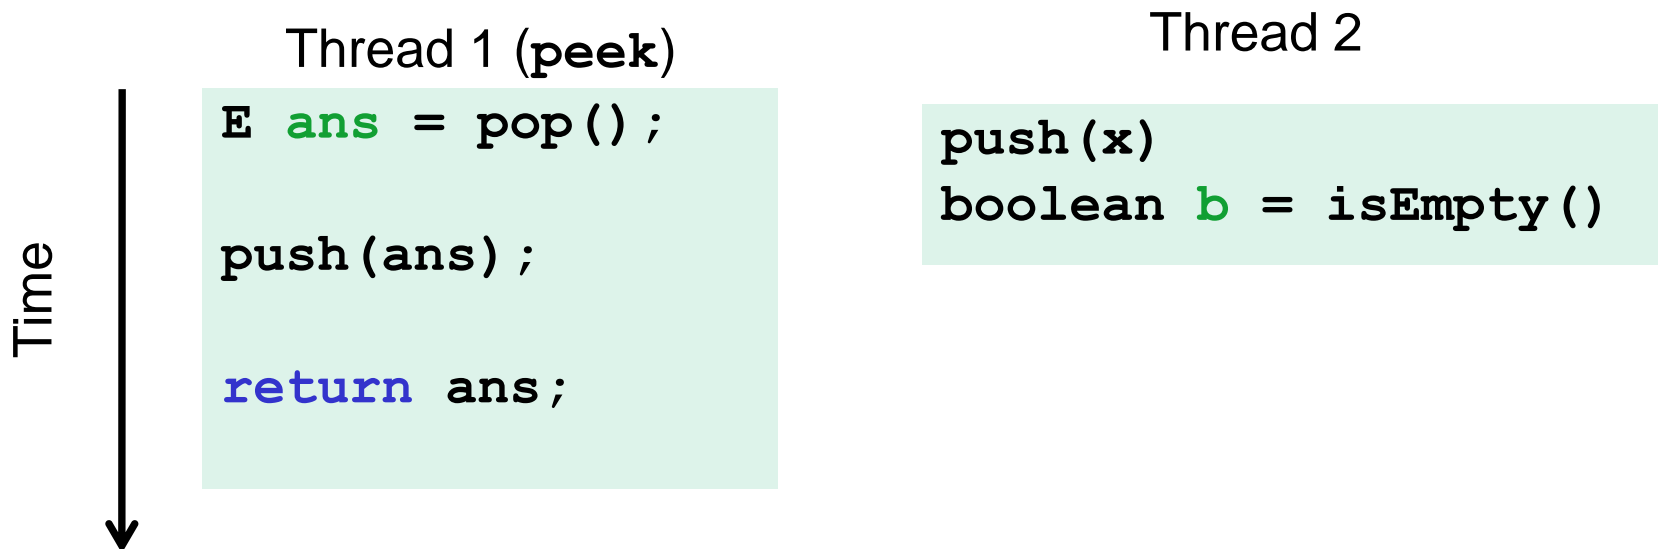 Thread 1 (peek)
E ans = pop();
push(ans);
return ans;
Thread 2
push(x)
boolean b = isEmpty()
Time